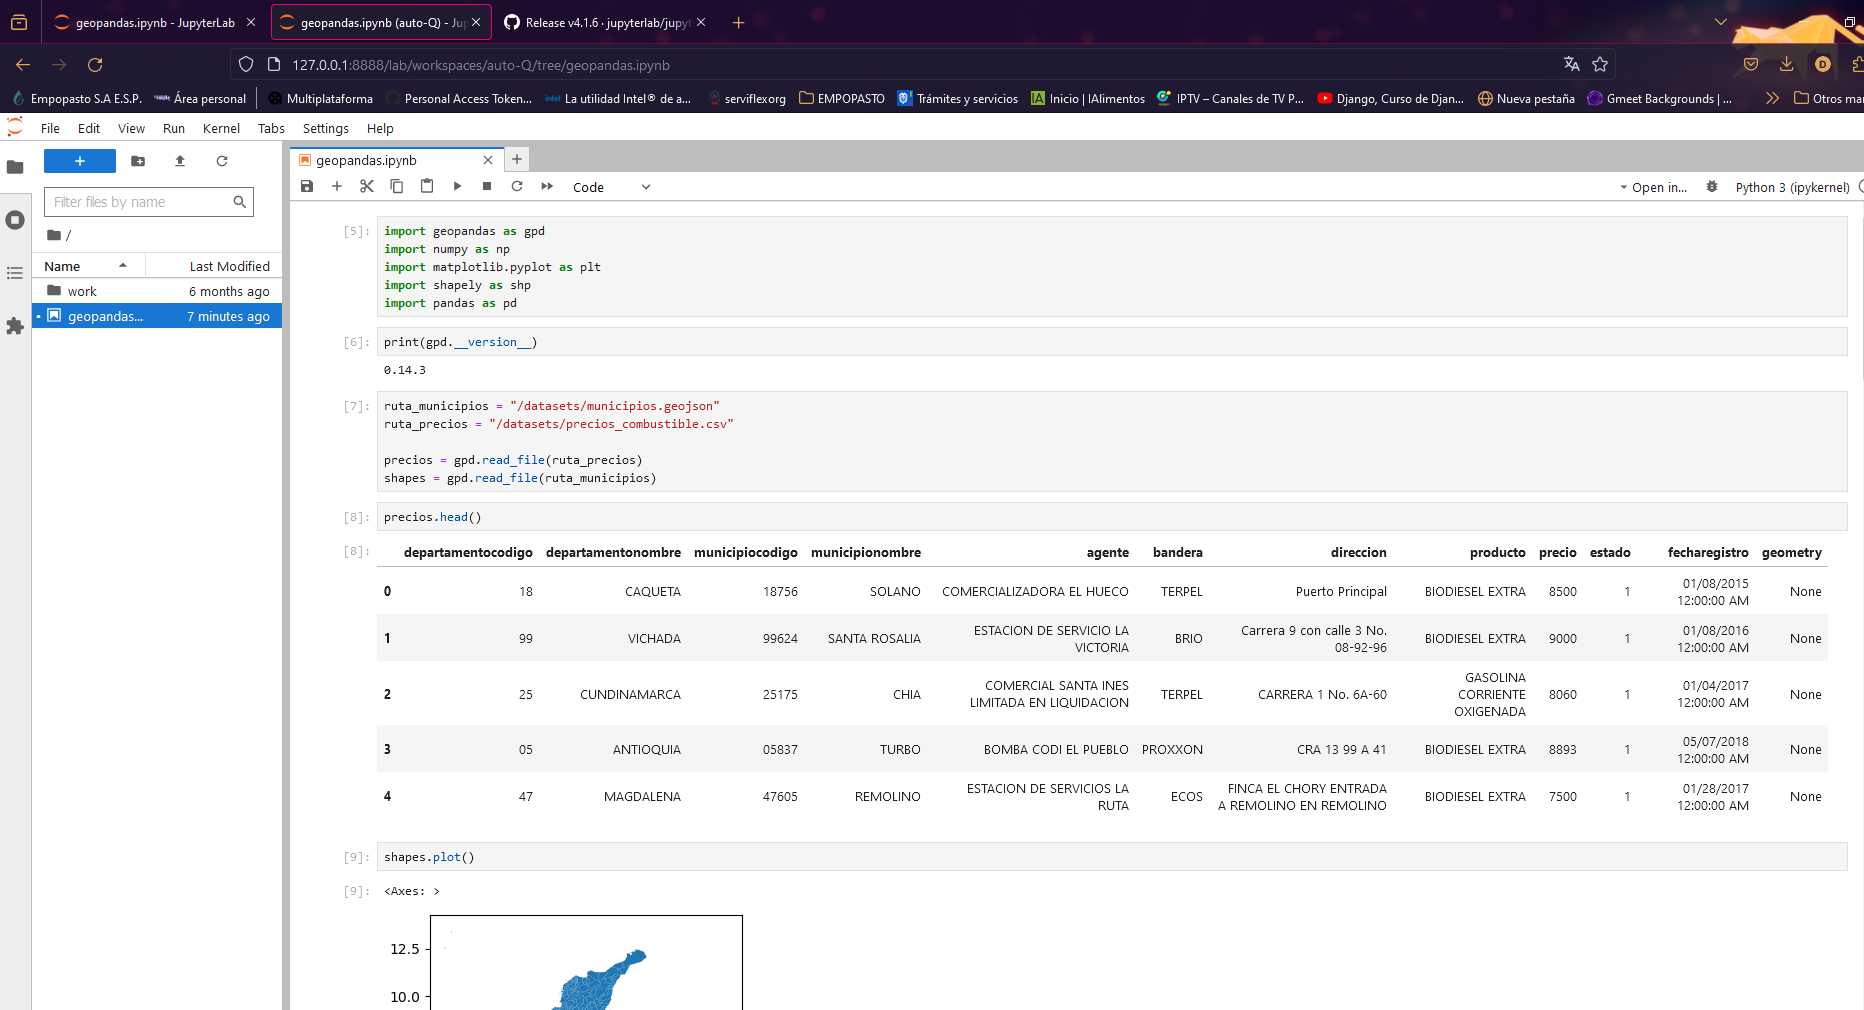 geopandas.ipynb - JupyterLab
geopandas.ipynb (auto-Q) - Ju
Release v4.1.6 · jupyterlab/jupyt
127.0.0.1:8888/lab/workspaces/auto-Q/tree/geopandas.ipynb
D
Empopasto S.A E.S.P.
Área personal
Multiplataforma
Personal Access Token...
intel La utilidad Intel® de a...
serviflex.org
EMPOPASTO
Trámites y servicios
IA Inicio | IAlimentos
IPTV – Canales de TV P...
Django, Curso de Djan...
Nueva pestaña
Gmeet Backgrounds | ...
Otros mar
File Edit View Run Kernel Tabs Settings Help
Filter files by name
/
Name Last Modified
work 6 months ago
geopandas... 7 minutes ago
geopandas.ipynb
Code
Open in...
Python 3 (ipykernel)
[5]:
import geopandas as gpd
import numpy as np
import matplotlib.pyplot as plt
import shapely as shp
import pandas as pd
[6]: print(gpd.__version__)
0.14.3
[7]: ruta_municipios = "/datasets/municipios.geojson"
ruta_precios = "/datasets/precios_combustible.csv"
precios = gpd.read_file(ruta_precios)
shapes = gpd.read_file(ruta_municipios)
[8]: precios.head()
[8]: departamentocodigo departamentonombre municipiocodigo municipionombre agente bandera direccion producto precio estado fecharegistro geometry
0 18 CAQUETA 18756 SOLANO COMERCIALIZADORA EL HUECO TERPEL Puerto Principal BIODIESEL EXTRA 8500 1 01/08/2015 12:00:00 AM None
1 99 VICHADA 99624 SANTA ROSALIA ESTACION DE SERVICIO LA VICTORIA BRIO Carrera 9 con calle 3 No. 08-92-96 BIODIESEL EXTRA 9000 1 01/08/2016 12:00:00 AM None
2 25 CUNDINAMARCA 25175 CHIA COMERCIAL SANTA INES LIMITADA EN LIQUIDACION TERPEL CARRERA 1 No. 6A-60 GASOLINA CORRIENTE OXIGENADA 8060 1 01/04/2017 12:00:00 AM None
3 05 ANTIOQUIA 05837 TURBO BOMBA CODI EL PUEBLO PROXXON CRA 13 99 A 41 BIODIESEL EXTRA 8893 1 05/07/2018 12:00:00 AM None
4 47 MAGDALENA 47605 REMOLINO ESTACION DE SERVICIOS LA RUTA ECOS FINCA EL CHORY ENTRADA A REMOLINO EN REMOLINO BIODIESEL EXTRA 7500 1 01/28/2017 12:00:00 AM None
[9]: shapes.plot()
[9]: <Axes: >
12.5
10.0